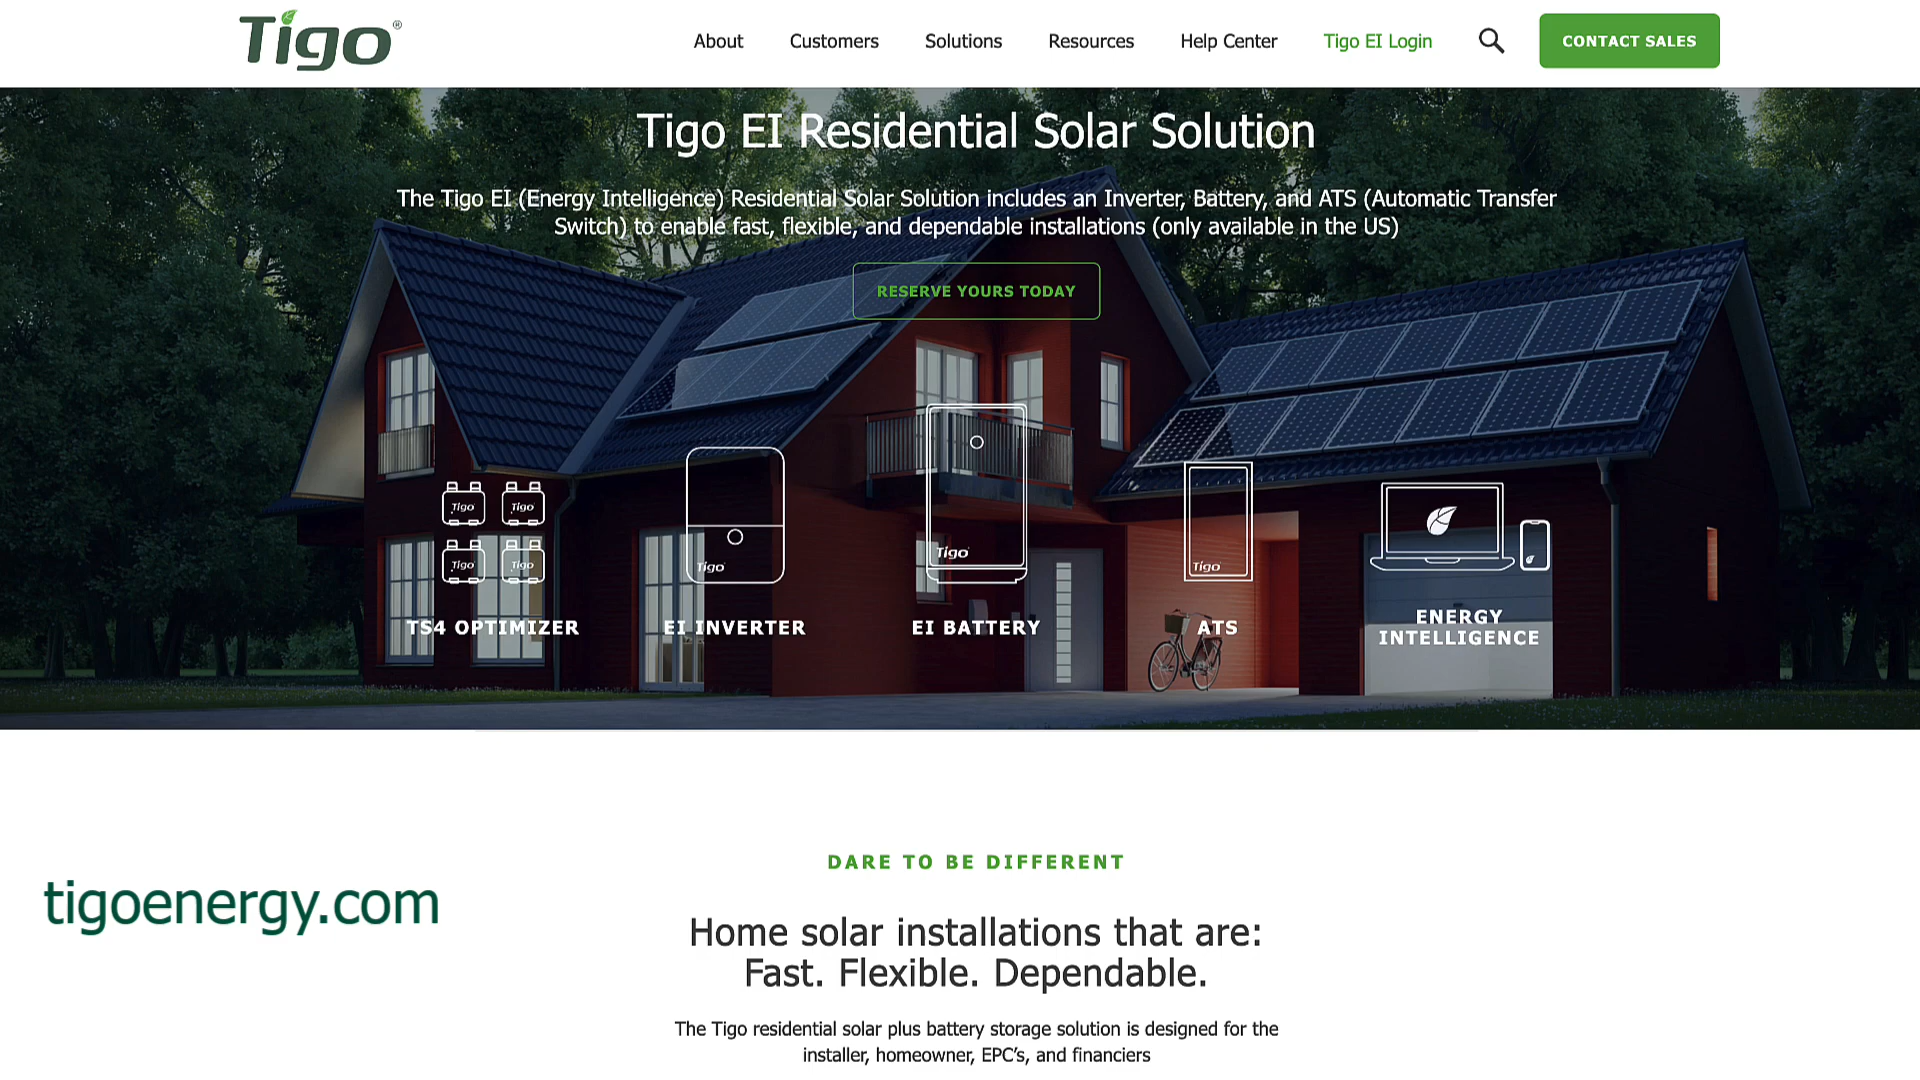 Tigo®
About
Customers
Solutions
Resources
Help Center
Tigo EI Login
CONTACT SALES
Tigo EI Residential Solar Solution
The Tigo EI (Energy Intelligence) Residential Solar Solution includes an Inverter, Battery, and ATS (Automatic Transfer
Switch) to enable fast, flexible, and dependable installations (only available in the US)
RESERVE YOURS TODAY
Tigo
Tigo
Tigo
Tigo
TS4 OPTIMIZER
Tigo
EI INVERTER
Tigo
EI BATTERY
Tigo
ATS
ENERGY
INTELLIGENCE
DARE TO BE DIFFERENT
tigoenergy.com
Home solar installations that are:
Fast. Flexible. Dependable.
The Tigo residential solar plus battery storage solution is designed for the
installer, homeowner, EPC’s, and financiers